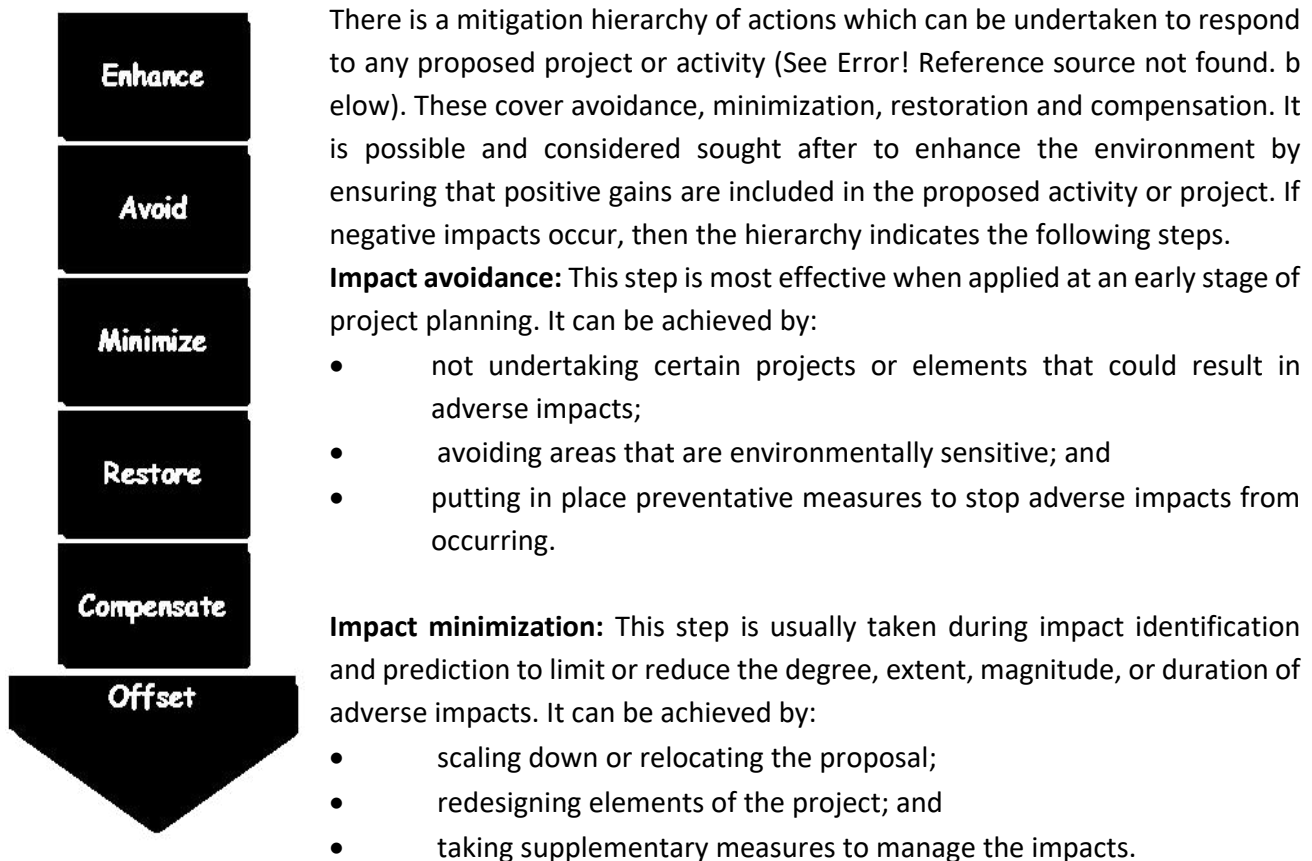 Enhance
Avoid
Minimize
Restore
Compensate
Offset
There is a mitigation hierarchy of actions which can be undertaken to respond
to any proposed project or activity (See Error! Reference source not found. b
elow). These cover avoidance, minimization, restoration and compensation. It
is possible and considered sought after to enhance the environment by
ensuring that positive gains are included in the proposed activity or project. If
negative impacts occur, then the hierarchy indicates the following steps.
Impact avoidance: This step is most effective when applied at an early stage of
project planning. It can be achieved by:
• not undertaking certain projects or elements that could result in
adverse impacts;
• avoiding areas that are environmentally sensitive; and
• putting in place preventative measures to stop adverse impacts from
occurring.
Impact minimization: This step is usually taken during impact identification
and prediction to limit or reduce the degree, extent, magnitude, or duration of
adverse impacts. It can be achieved by:
• scaling down or relocating the proposal;
• redesigning elements of the project; and
• taking supplementary measures to manage the impacts.